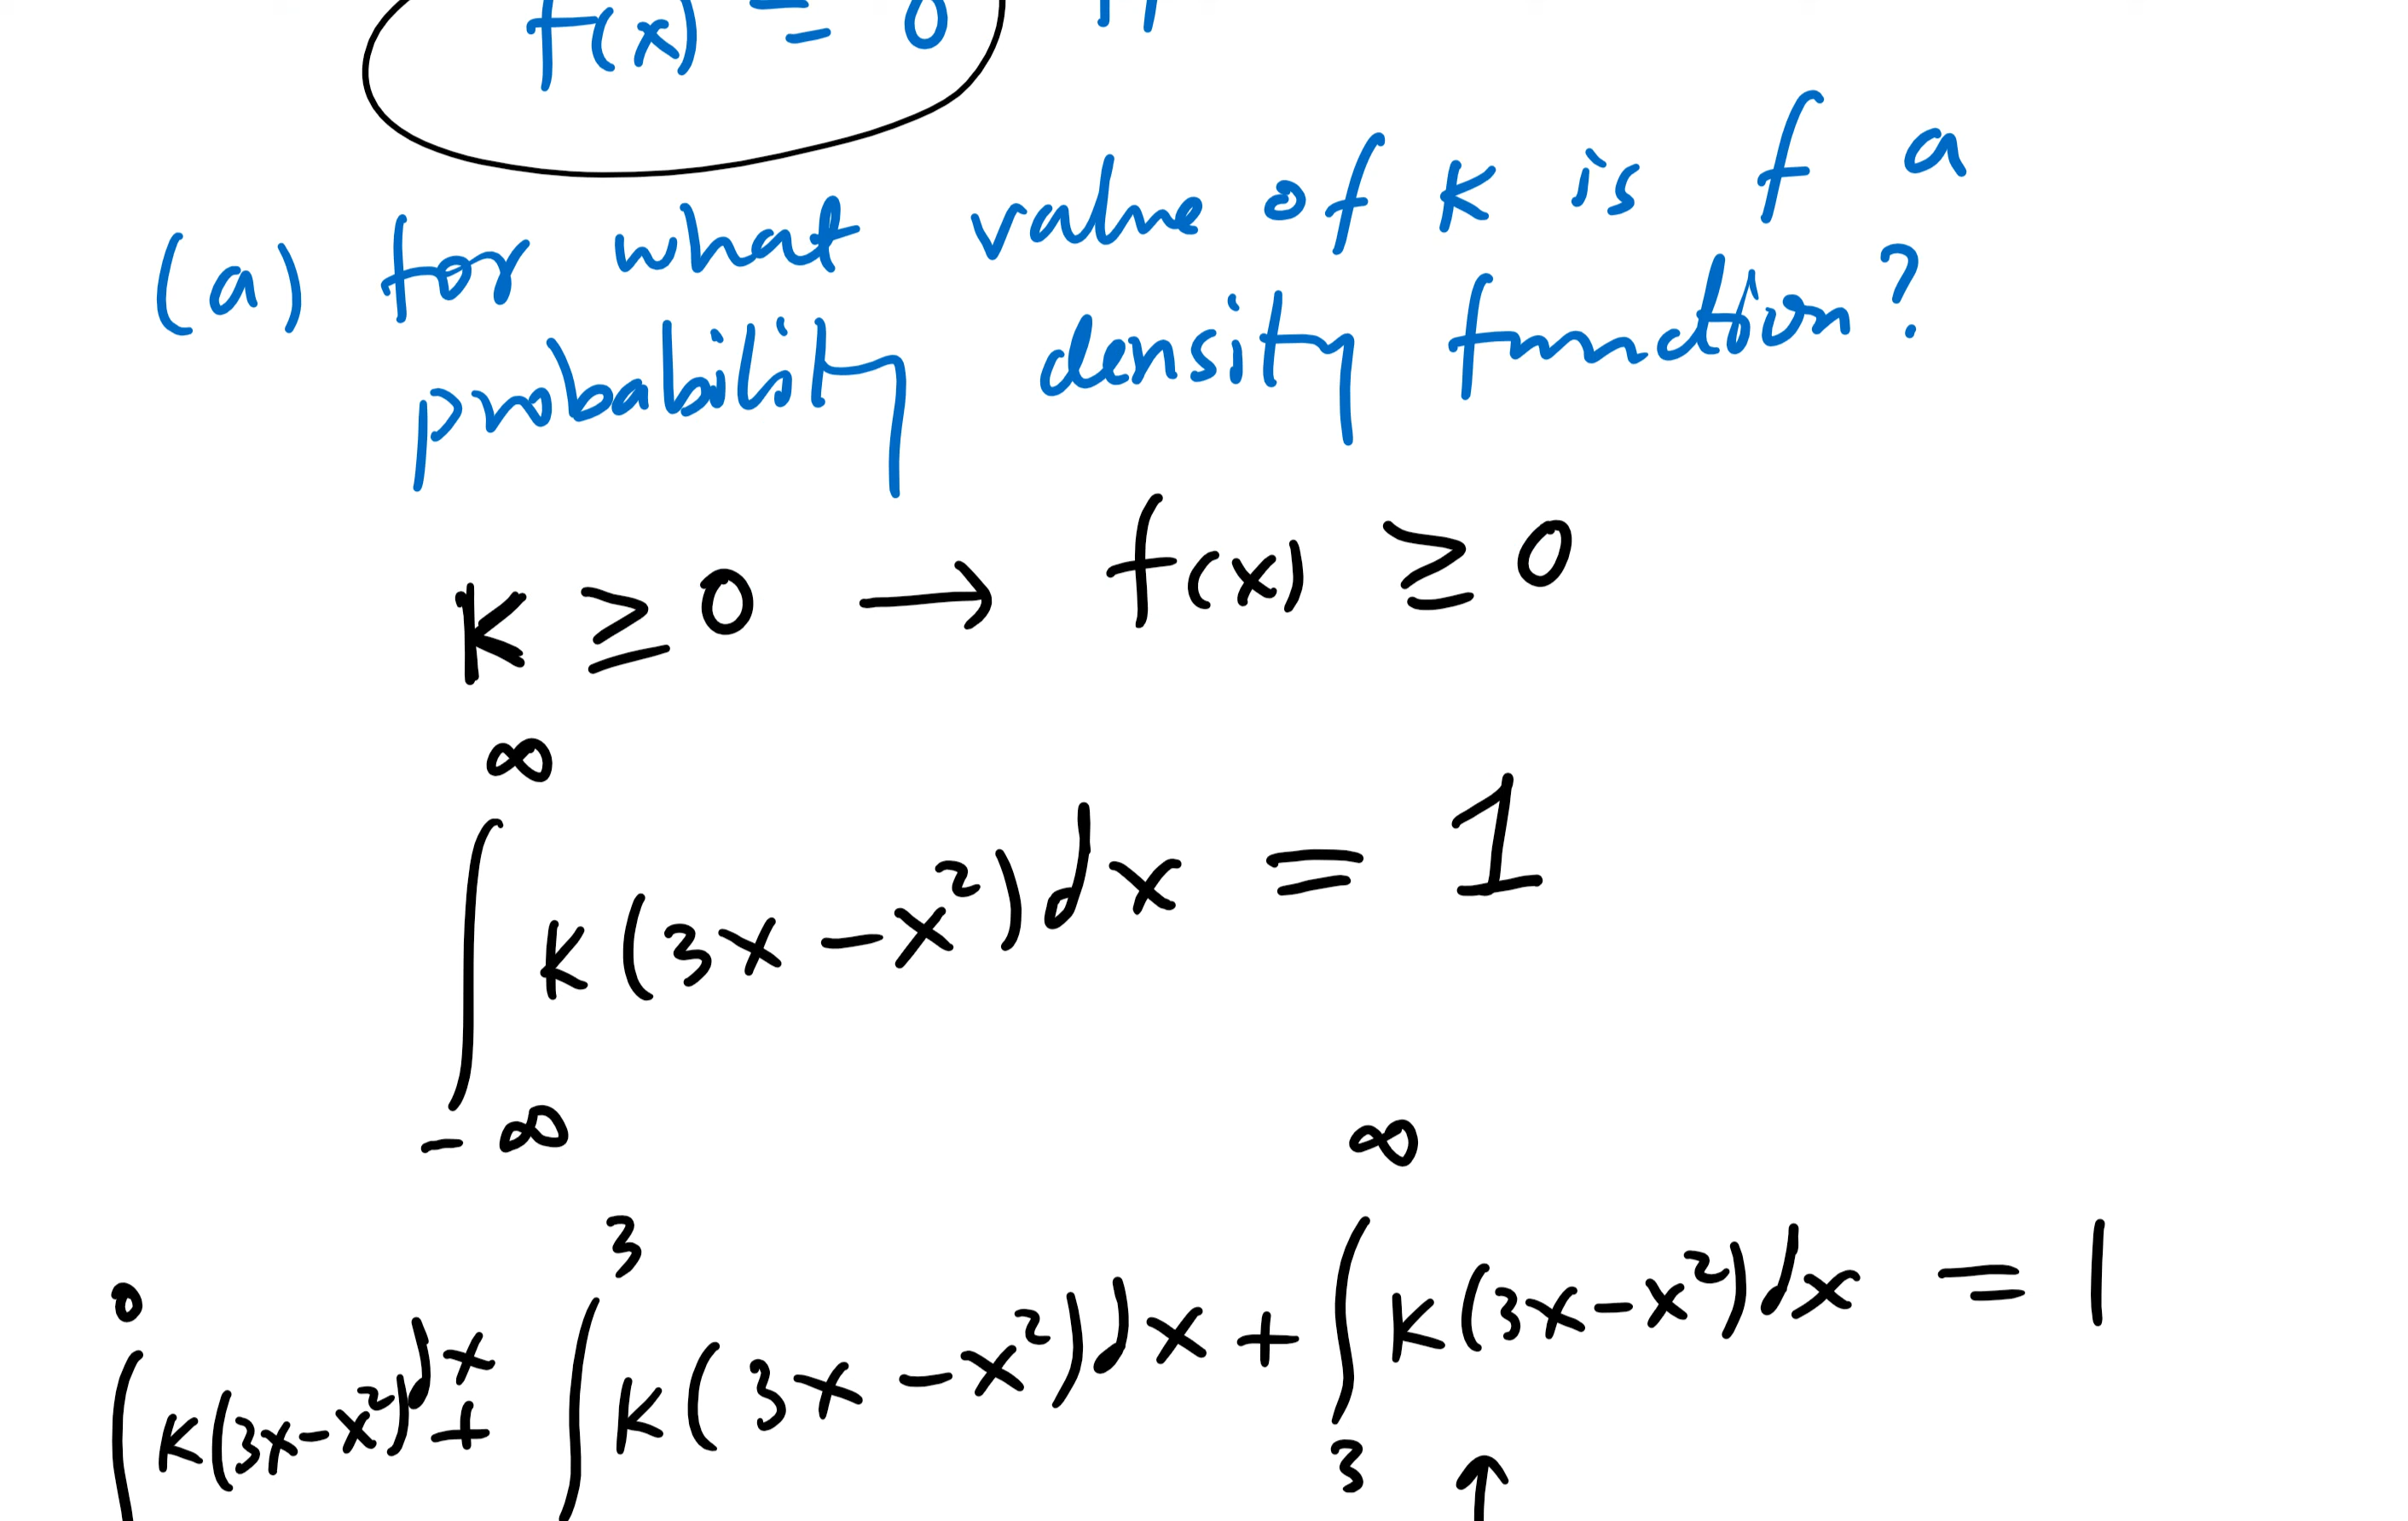 f(x) = 0
(a) for what value of K is f a
probability density function?
K ≥ 0 → f(x) ≥ 0
∫_{-∞}^{∞} K(3x − x²)dx = 1
∫^{0} K(3x−x²)dx + ∫^{3} K(3x − x²)dx + ∫_{3}^{∞} K(3x−x²)dx = 1
↑